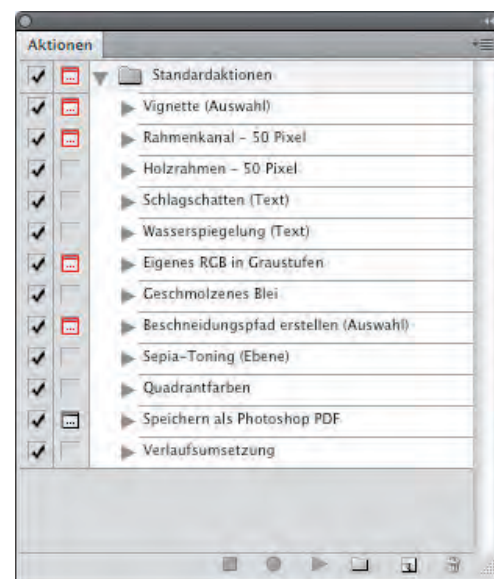 Aktionen
Standardaktionen
Vignette (Auswahl)
Rahmenkanal – 50 Pixel
Holzrahmen – 50 Pixel
Schlagschatten (Text)
Wasserspiegelung (Text)
Eigenes RGB in Graustufen
Geschmolzenes Blei
Beschneidungspfad erstellen (Auswahl)
Sepia-Toning (Ebene)
Quadrantfarben
Speichern als Photoshop PDF
Verlaufsumsetzung